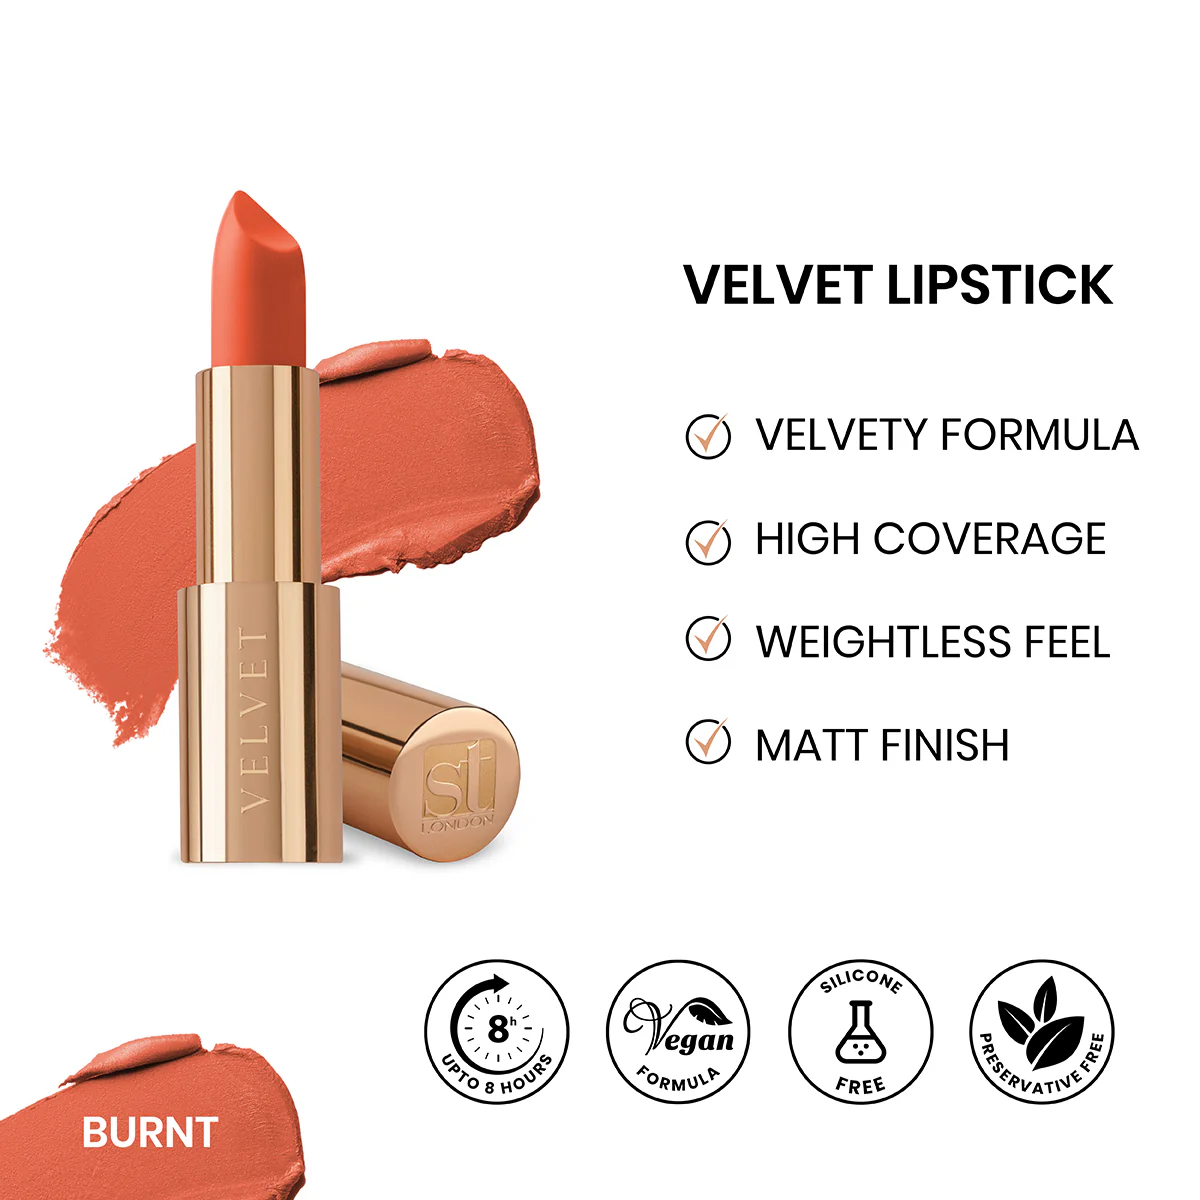 VELVET LIPSTICK
VELVETY FORMULA
HIGH COVERAGE
WEIGHTLESS FEEL
MATT FINISH
VELVET
st
LONDON
8h
UPTO 8 HOURS
Vegan
FORMULA
SILICONE
FREE
PRESERVATIVE FREE
BURNT